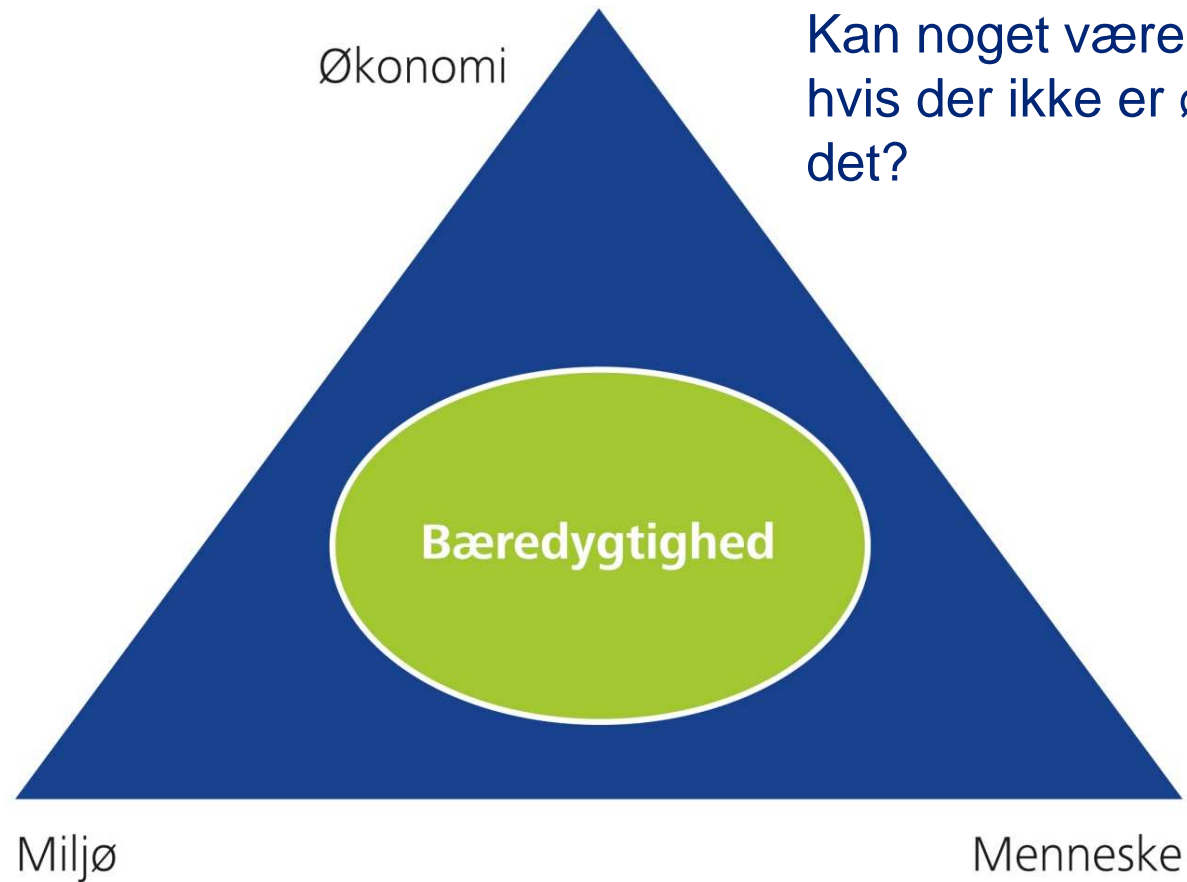 Økonomi
Kan noget være
hvis der ikke er
det?
Bæredygtighed
Miljø
Menneske